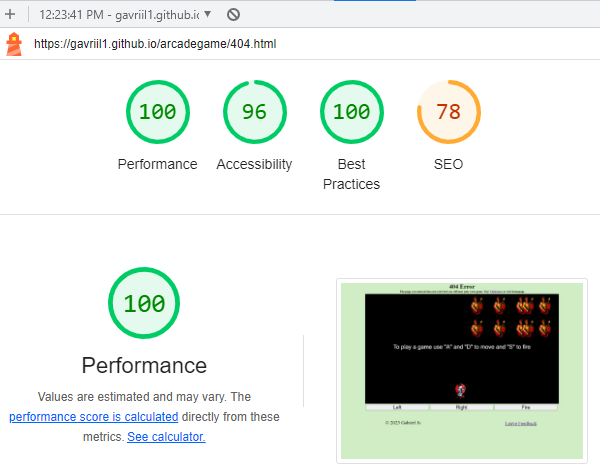 12:23:41 PM - gavriil1.github.ic
https://gavriil1.github.io/arcadegame/404.html
100 96 100 78
Performance Accessibility Best Practices SEO
100
Performance
Values are estimated and may vary. The
performance score is calculated directly from these
metrics. See calculator.
404 Error
To play a game use "A" and "D" to move and "S" to fire
Left Right Fire
© 2023 Gabriel Is. Leave Feedback